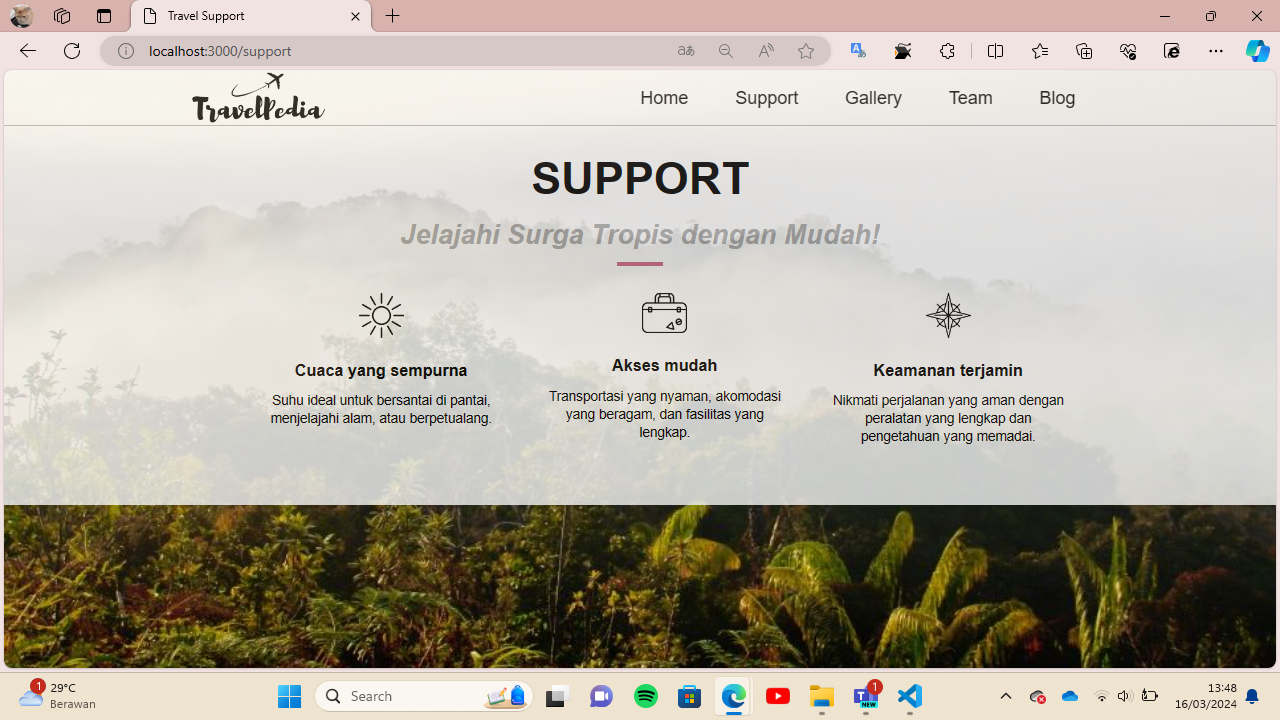 Travel Support
localhost:3000/support
TravelPedia
Home Support Gallery Team Blog
SUPPORT
Jelajahi Surga Tropis dengan Mudah!
Cuaca yang sempurna
Suhu ideal untuk bersantai di pantai,
menjelajahi alam, atau berpetualang.
Akses mudah
Transportasi yang nyaman, akomodasi
yang beragam, dan fasilitas yang
lengkap.
Keamanan terjamin
Nikmati perjalanan yang aman dengan
peralatan yang lengkap dan
pengetahuan yang memadai.
1
29°C
Berawan
Search
1
NEW
13:48
16/03/2024